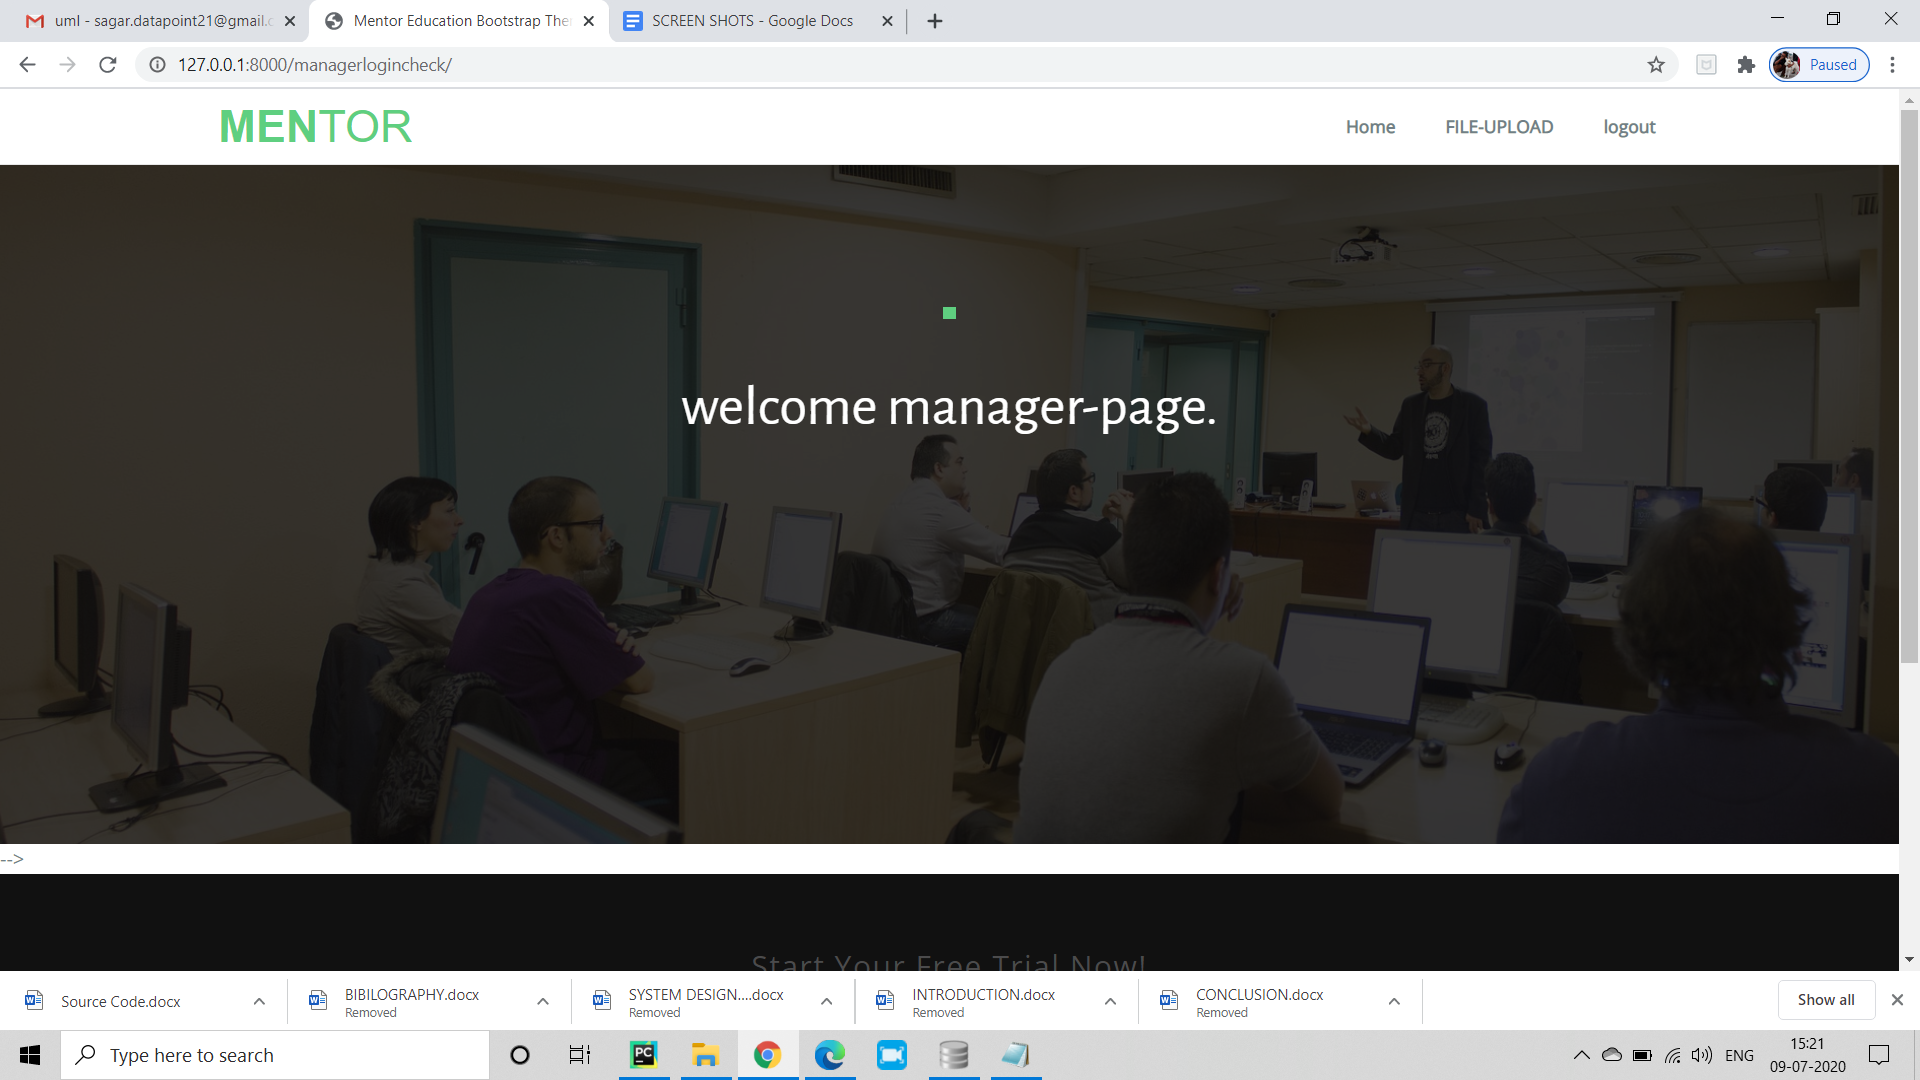 uml - sagar.datapoint21@gmail.c
Mentor Education Bootstrap The
SCREEN SHOTS - Google Docs
127.0.0.1:8000/managerlogincheck/
Paused
MENTOR
Home
FILE-UPLOAD
logout
welcome manager-page.
-->
Start Your Free Trial Now!
Source Code.docx
BIBILOGRAPHY.docx
Removed
SYSTEM DESIGN....docx
Removed
INTRODUCTION.docx
Removed
CONCLUSION.docx
Removed
Show all
Type here to search
PC
ENG
15:21
09-07-2020